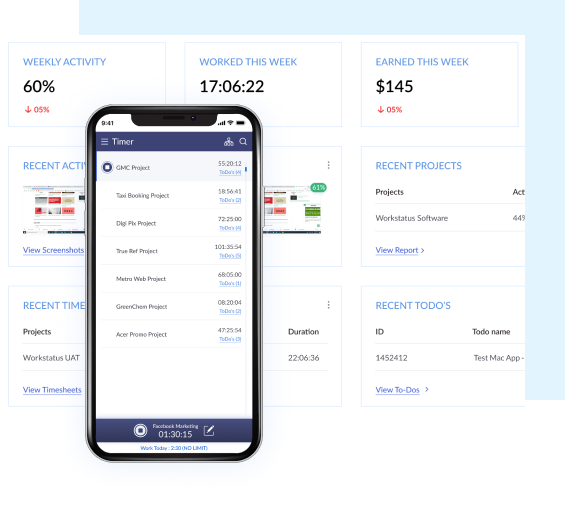 WEEKLY ACTIVITY
60%
↓ 05%
WORKED THIS WEEK
17:06:22
EARNED THIS WEEK
$145
↓ 05%
RECENT ACTI
61%
View Screenshots
RECENT PROJECTS
Projects Act
Workstatus Software 44%
View Report >
RECENT TIME
Projects Duration
Workstatus UAT 22:06:36
View Timesheets
RECENT TODO'S
ID Todo name
1452412 Test Mac App -
View To-Dos >
9:41
Timer
GMC Project 55:20:12
ToDo's (4)
Taxi Booking Project 18:56:41
ToDo's (2)
Digi Pix Project 72:25:00
ToDo's (4)
True Ref Project 101:35:54
ToDo's (5)
Metro Web Project 68:05:00
ToDo's (1)
GreenChem Project 08:20:04
ToDo's (2)
Acer Promo Project 47:25:54
ToDo's (3)
Facebook Marketing
01:30:15
Work Today : 2:30 (NO LIMIT)